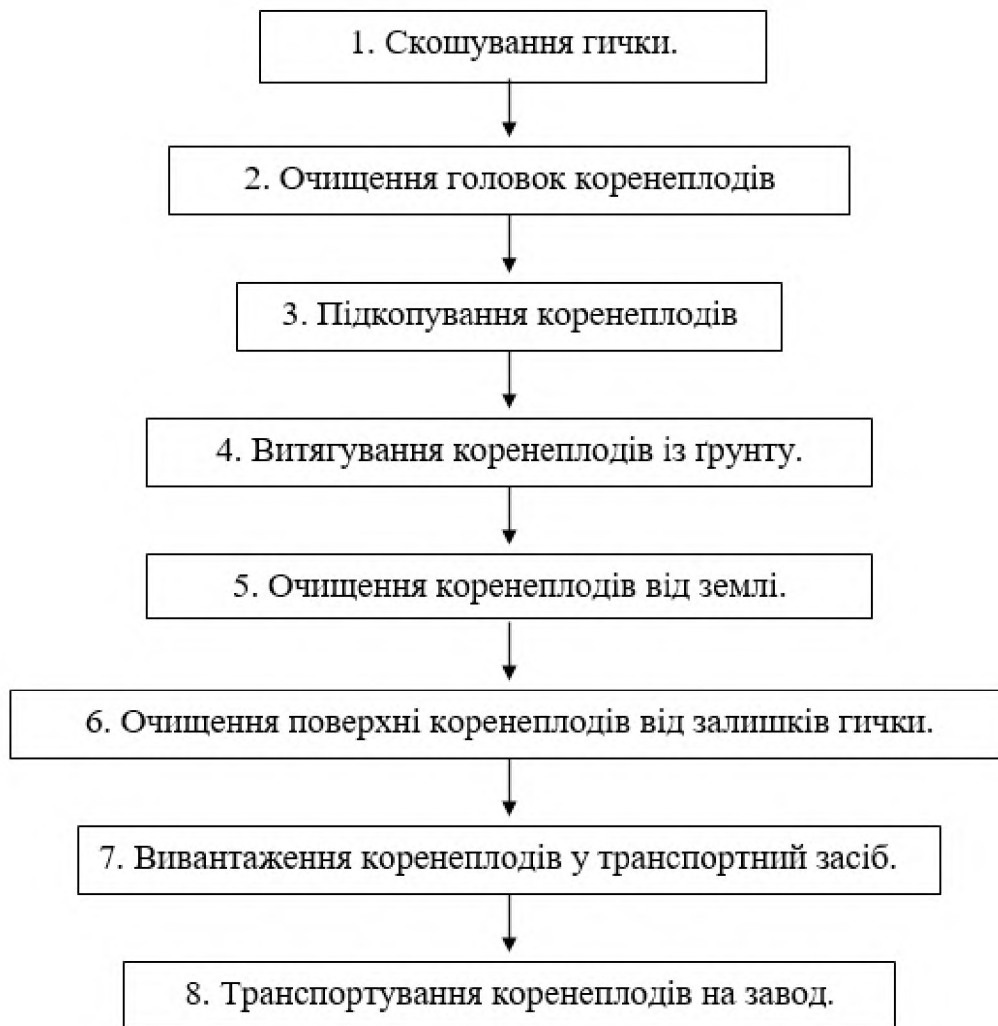 1. Скошування гички.
2. Очищення головок коренеплодів
3. Підкопування коренеплодів
4. Витягування коренеплодів із ґрунту.
5. Очищення коренеплодів від землі.
6. Очищення поверхні коренеплодів від залишків гички.
7. Вивантаження коренеплодів у транспортний засіб.
8. Транспортування коренеплодів на завод.